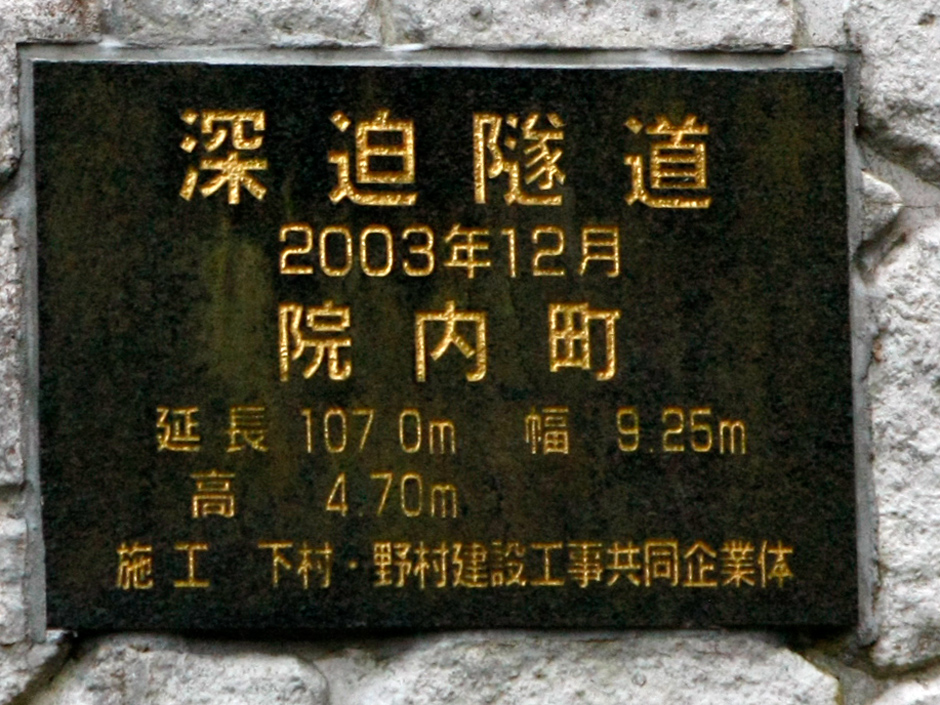 深迫隧道
2003年12月
院内町
延長 107.0m 幅 9.25m
高 4.70m
施工 下村・野村建設工事共同企業体